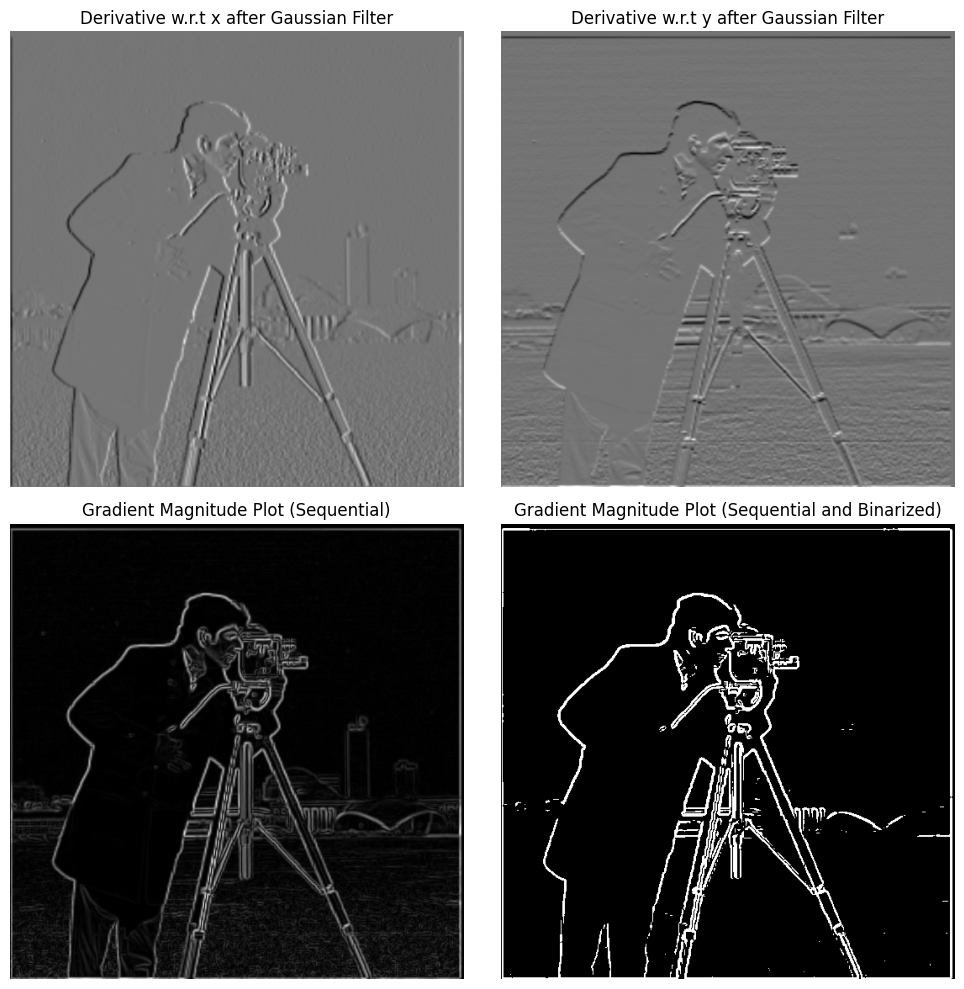 Derivative w.r.t x after Gaussian Filter
Derivative w.r.t y after Gaussian Filter
Gradient Magnitude Plot (Sequential)
Gradient Magnitude Plot (Sequential and Binarized)